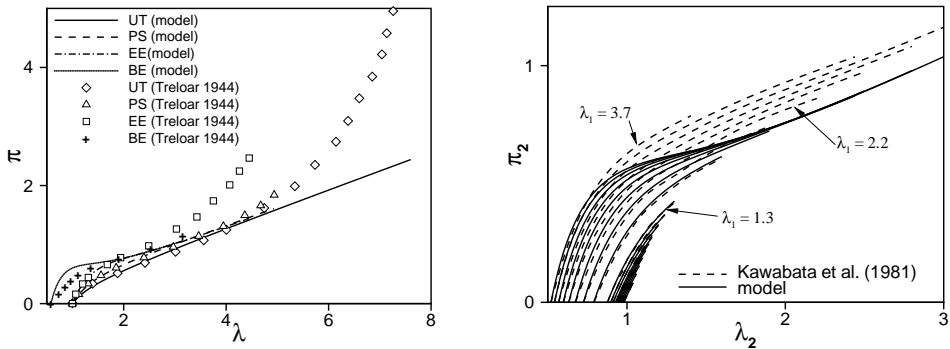 UT (model)
PS (model)
EE(model)
BE (model)
UT (Treloar 1944)
PS (Treloar 1944)
EE (Treloar 1944)
BE (Treloar 1944)
4
2
0
π
2
4
6
8
λ
1
0
π₂
λ₁ = 3.7
λ₁ = 2.2
λ₁ = 1.3
Kawabata et al. (1981)
model
1
2
3
λ₂